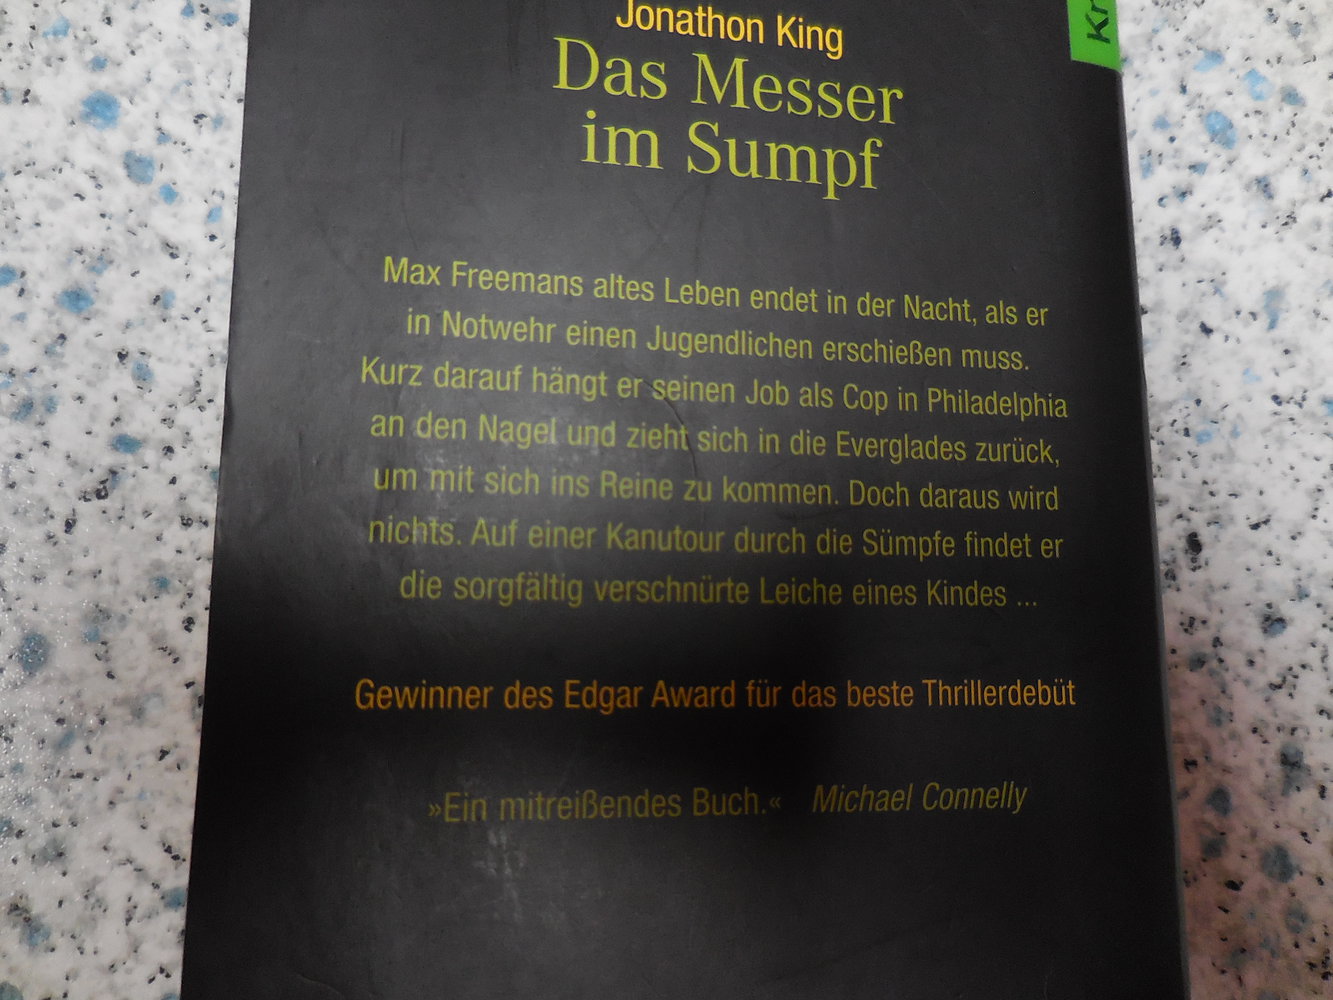 Jonathon King
Das Messer
im Sumpf
Kr
Max Freemans altes Leben endet in der Nacht, als er
in Notwehr einen Jugendlichen erschießen muss.
Kurz darauf hängt er seinen Job als Cop in Philadelphia
an den Nagel und zieht sich in die Everglades zurück,
um mit sich ins Reine zu kommen. Doch daraus wird
nichts. Auf einer Kanutour durch die Sümpfe findet er
die sorgfältig verschnürte Leiche eines Kindes ...
Gewinner des Edgar Award für das beste Thrillerdebüt
»Ein mitreißendes Buch.« Michael Connelly